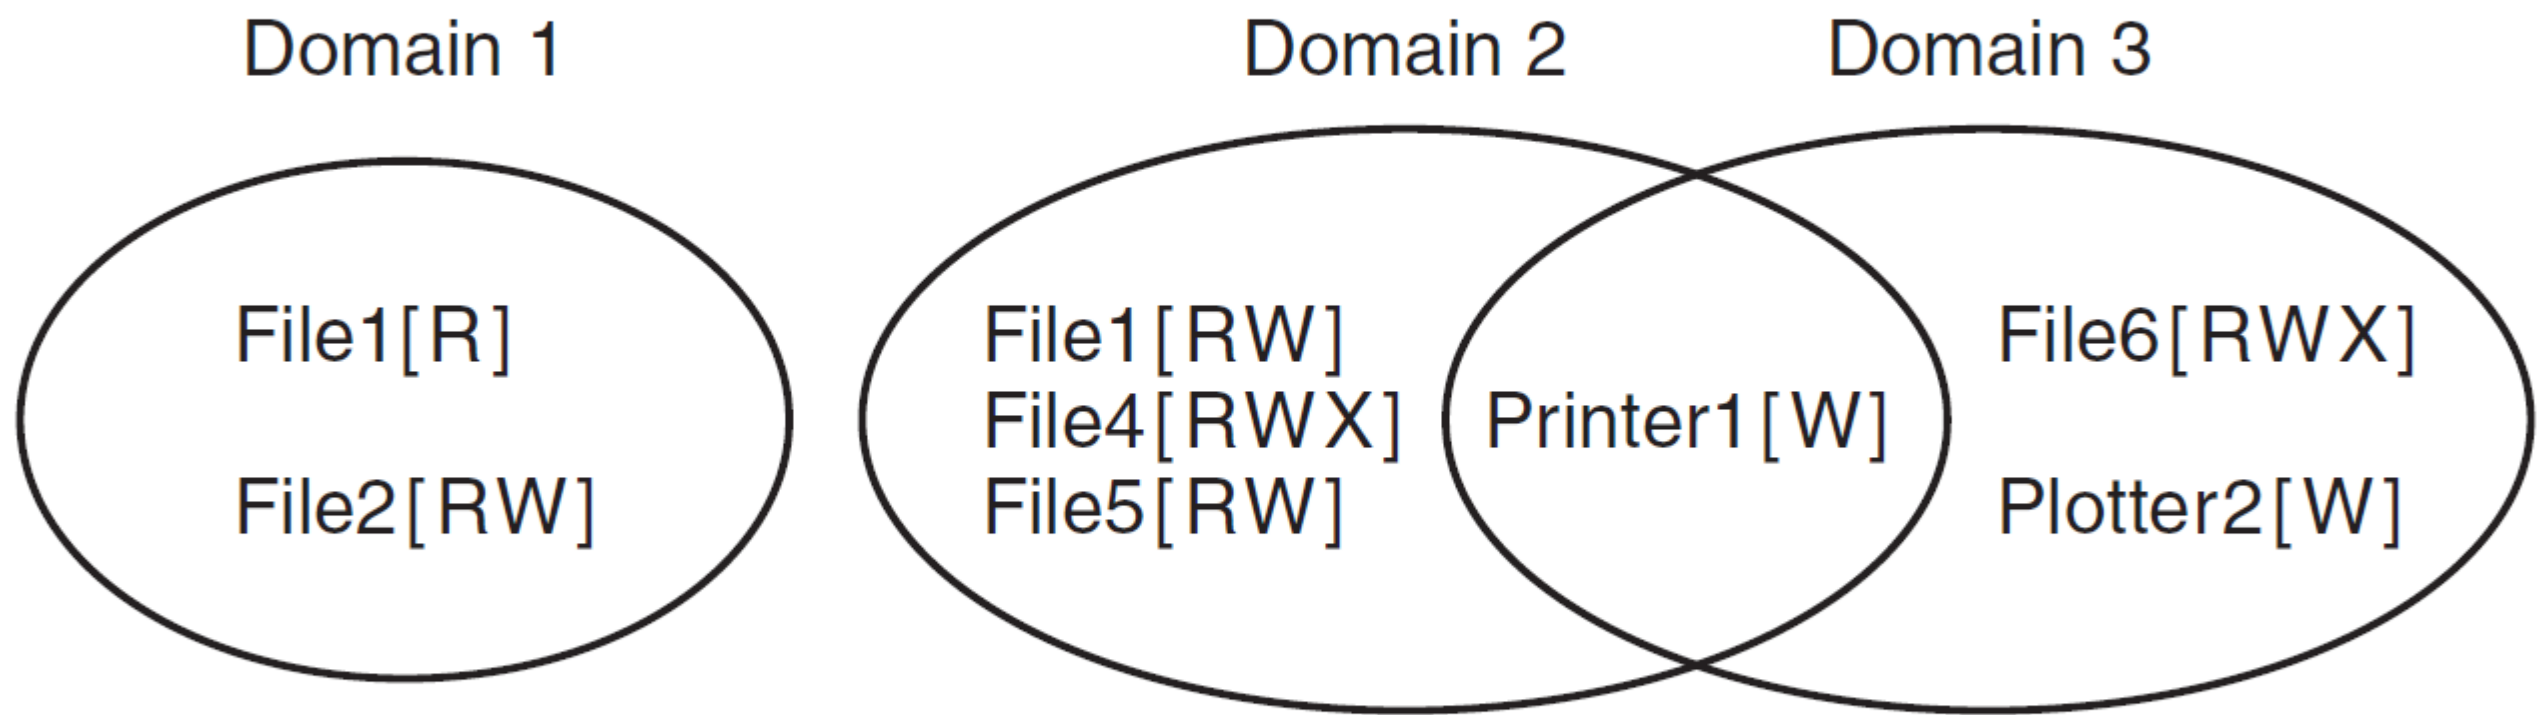 Domain 1
Domain 2
Domain 3
File1[R]
File2[RW]
File1[RW]
File4[RWX]
File5[RW]
Printer1[W]
File6[RWX]
Plotter2[W]